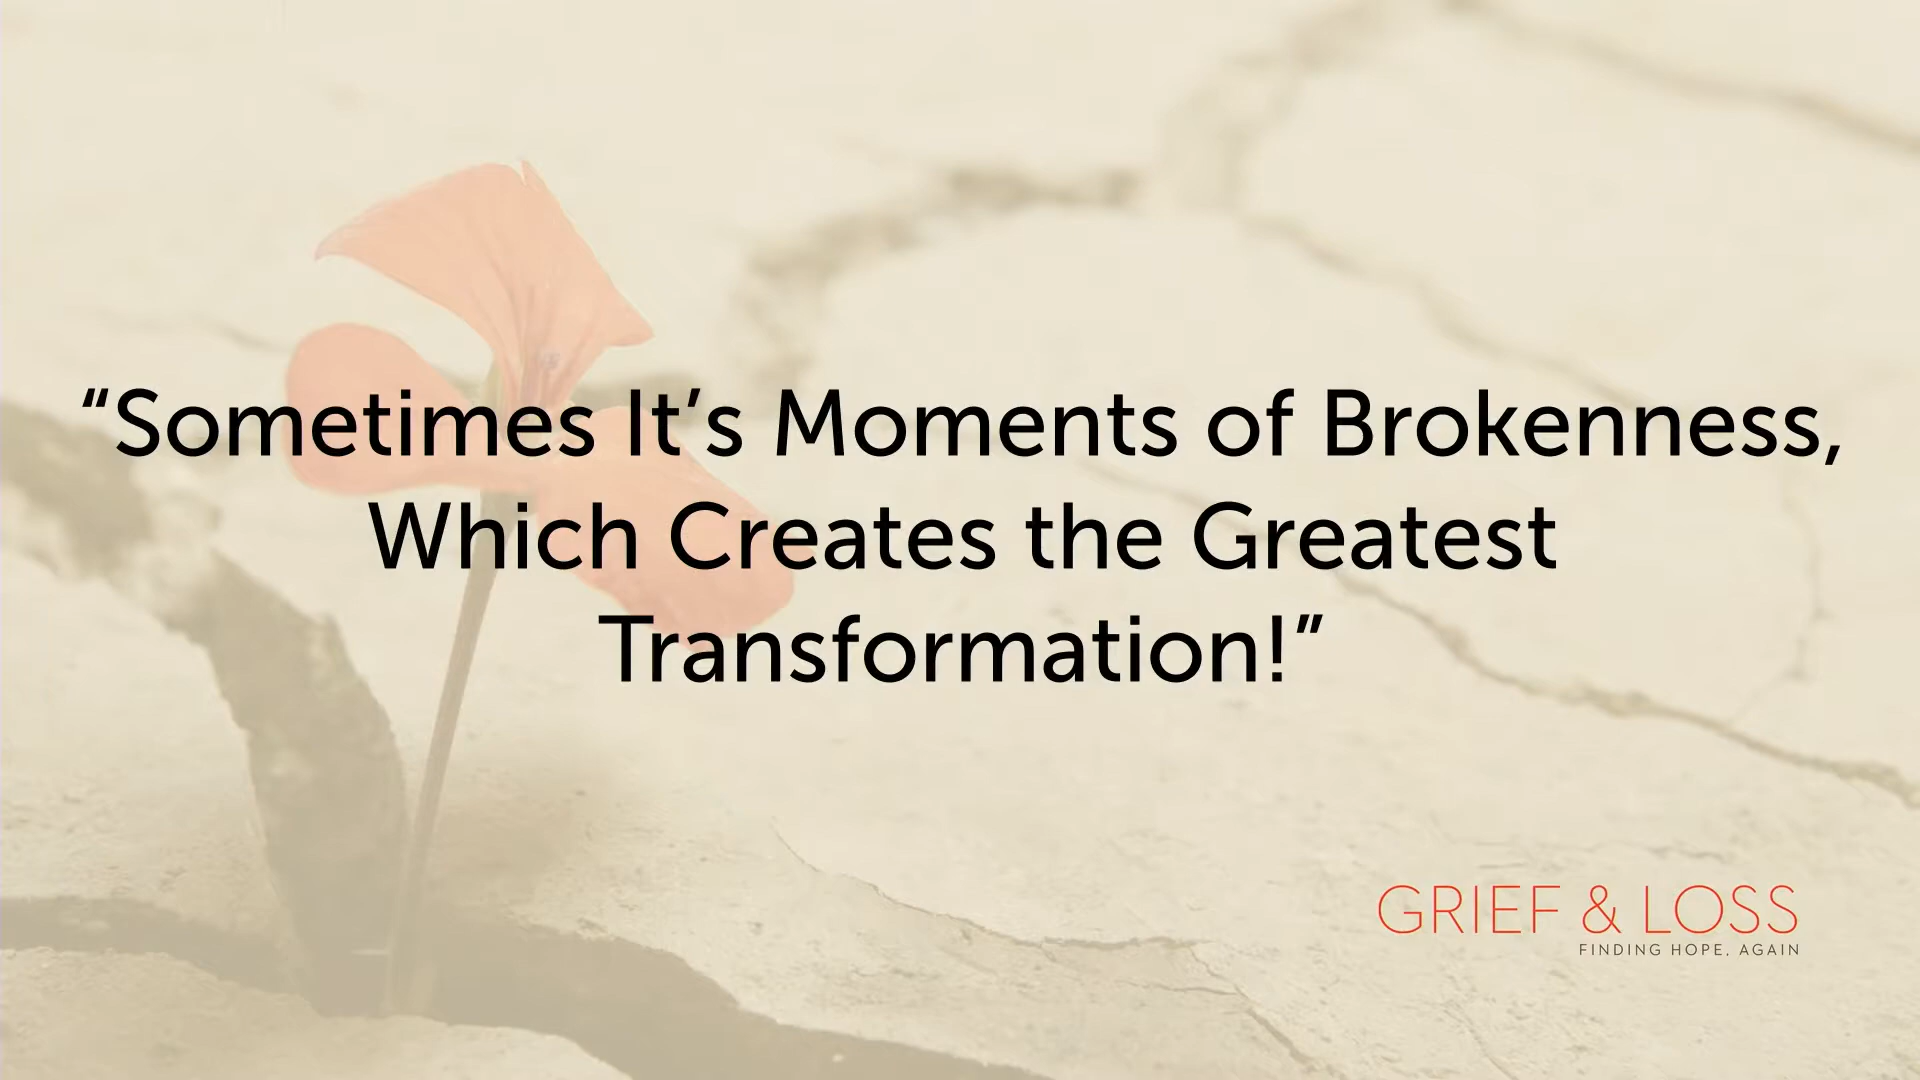 “Sometimes It’s Moments of Brokenness,
Which Creates the Greatest
Transformation!”
GRIEF & LOSS
FINDING HOPE. AGAIN